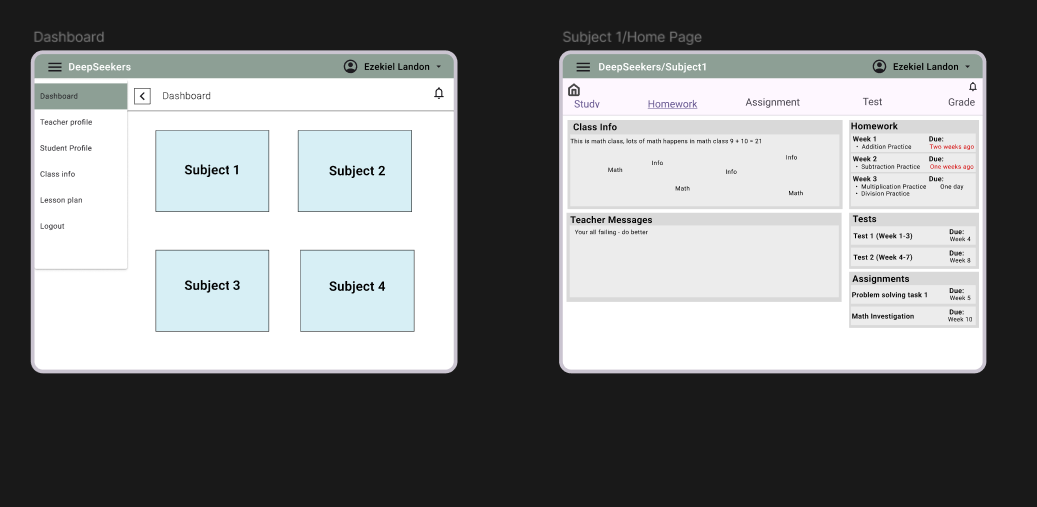 Dashboard
DeepSeekers
Ezekiel Landon
Dashboard
Teacher profile
Student Profile
Class info
Lesson plan
Logout
Dashboard
Subject 1
Subject 2
Subject 3
Subject 4
Subject 1/Home Page
DeepSeekers/Subject1
Ezekiel Landon
Study Homework Assignment Test Grade
Class Info
This is math class, lots of math happens in math class 9 + 10 = 21
Info
Info
Math
Info
Math
Math
Teacher Messages
Your all failing - do better
Homework
Week 1 Due:
• Addition Practice Two weeks ago
Week 2 Due:
• Subtraction Practice One weeks ago
Week 3 Due:
• Multiplication Practice One day
• Division Practice
Tests
Test 1 (Week 1-3) Due:
Week 4
Test 2 (Week 4-7) Due:
Week 8
Assignments
Problem solving task 1 Due:
Week 5
Math Investigation Due:
Week 10